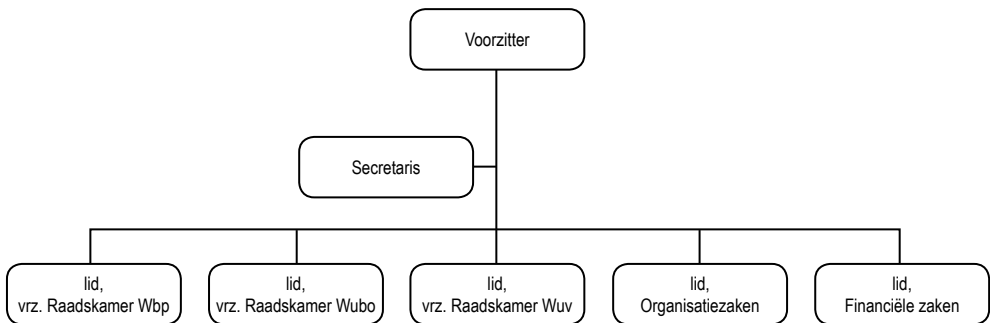 Voorzitter
Secretaris
lid,
vrz. Raadskamer Wbp
lid,
vrz. Raadskamer Wubo
lid,
vrz. Raadskamer Wuv
lid,
Organisatiezaken
lid,
Financiële zaken